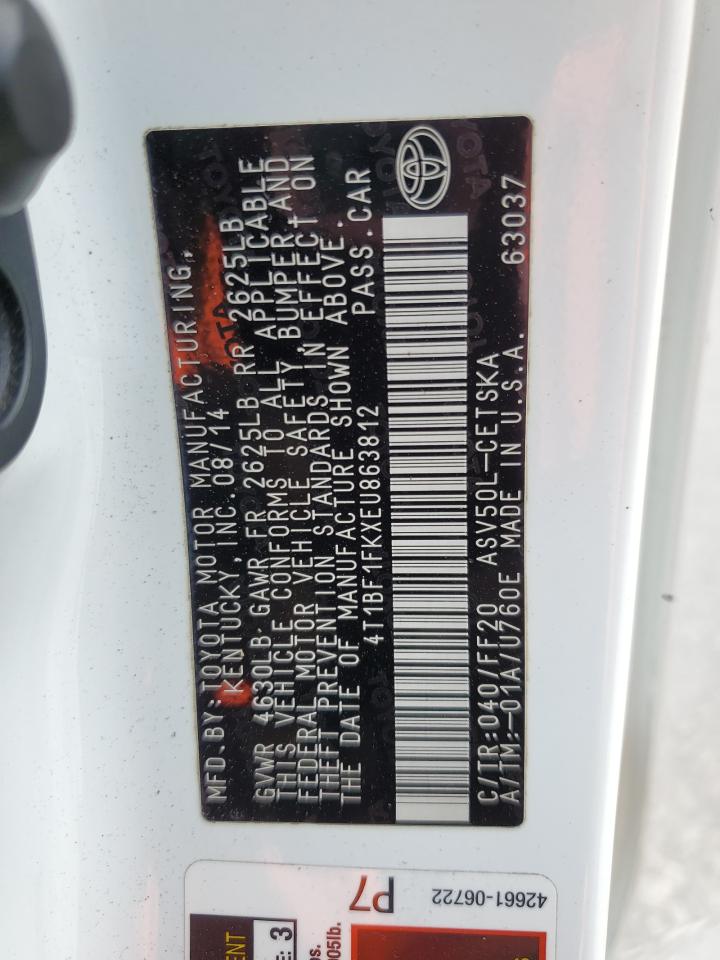 MFD.BY:TOYOTA MOTOR MANUFACTURING,
KENTUCKY, INC. 08/14
GVWR 4630LB GAWR FR 2625LB RR 2625LB
THIS VEHICLE CONFORMS TO ALL APPLICABLE
FEDERAL MOTOR VEHICLE SAFETY, BUMPER, AND
THEFT PREVENTION STANDARDS IN EFFECT ON
THE DATE OF MANUFACTURE SHOWN ABOVE.
4T1BF1FKXEU863812 PASS.CAR
C/TR:040/FF20 ASV50L-CETSKA
A/TM:-01A/U760E MADE IN U.S.A. 63037
P7
42661-06722
3
005lb.